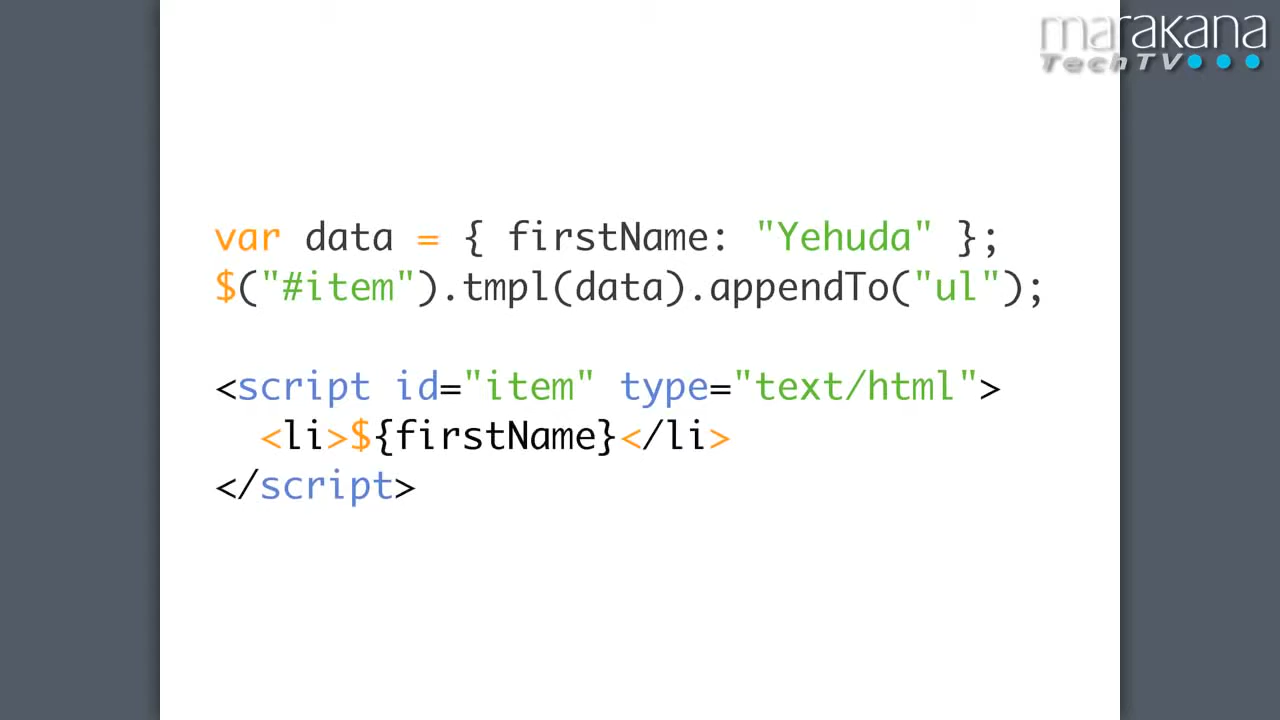 marakana
TechTV
var data = { firstName: "Yehuda" };
$("#item").tmpl(data).appendTo("ul");
<script id="item" type="text/html">
  <li>${firstName}</li>
</script>